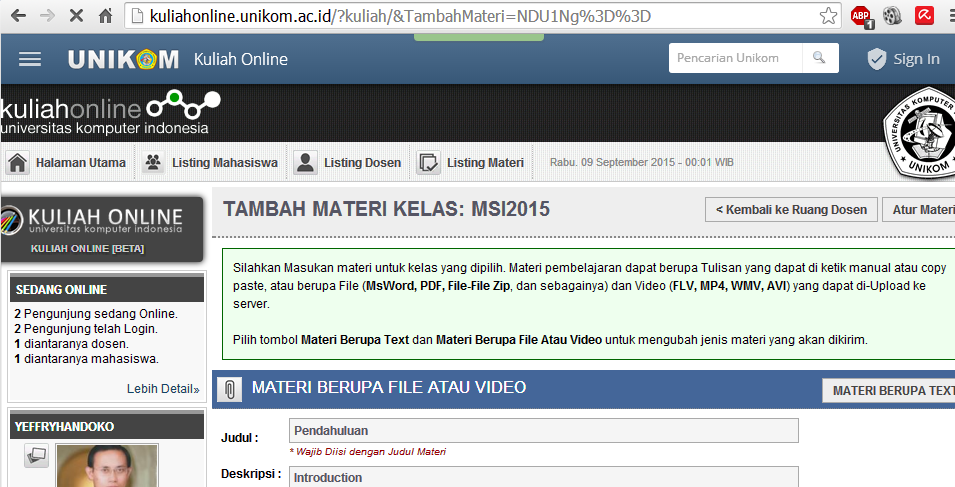 kuliahonline.unikom.ac.id/?kuliah/&TambahMateri=NDU1Ng%3D%3D
ABP
1
UNIKOM Kuliah Online
Pencarian Unikom
Sign In
kuliahonline
universitas komputer indonesia
UNIVERSITAS KOMPUTER
UNIKOM
Halaman Utama
Listing Mahasiswa
Listing Dosen
Listing Materi
Rabu. 09 September 2015 - 00:01 WIB
KULIAH ONLINE
universitas komputer indonesia
KULIAH ONLINE [BETA]
TAMBAH MATERI KELAS: MSI2015
< Kembali ke Ruang Dosen
Atur Materi
Silahkan Masukan materi untuk kelas yang dipilih. Materi pembelajaran dapat berupa Tulisan yang dapat di ketik manual atau copy
paste, atau berupa File (MsWord, PDF, File-File Zip, dan sebagainya) dan Video (FLV, MP4, WMV, AVI) yang dapat di-Upload ke
server.
Pilih tombol Materi Berupa Text dan Materi Berupa File Atau Video untuk mengubah jenis materi yang akan dikirim.
SEDANG ONLINE
2 Pengunjung sedang Online.
2 Pengunjung telah Login.
1 diantaranya dosen.
1 diantaranya mahasiswa.
Lebih Detail»
YEFFRYHANDOKO
MATERI BERUPA FILE ATAU VIDEO
MATERI BERUPA TEXT
Judul :
Pendahuluan
* Wajib Diisi dengan Judul Materi
Deskripsi :
Introduction